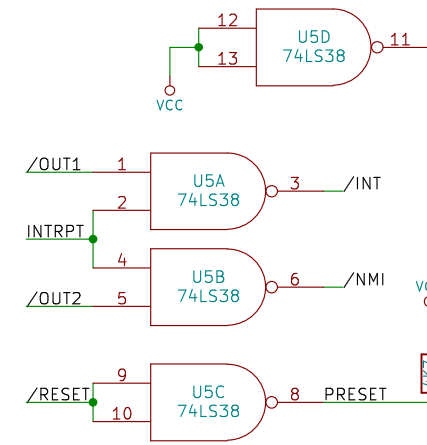 12
U5D
11
74LS38
13
VCC
/OUT1
1
U5A
3
/INT
74LS38
2
INTRPT
4
U5B
6
/NMI
74LS38
/OUT2
5
9
U5C
/RESET
8
PRESET
74LS38
10